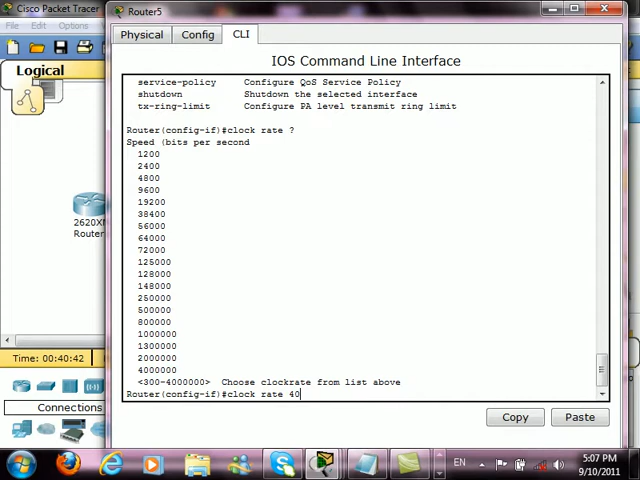 Cisco Packet Tracer
Router5
File Edit Options
Physical
Config
CLI
Logical
IOS Command Line Interface
service-policy Configure QoS Service Policy
shutdown Shutdown the selected interface
tx-ring-limit Configure PA level transmit ring limit
Router(config-if)#clock rate ?
Speed (bits per second
1200
2400
4800
9600
19200
38400
56000
64000
72000
125000
128000
148000
250000
500000
800000
1000000
1300000
2000000
4000000
<300-4000000> Choose clockrate from list above
Router(config-if)#clock rate 40
2620XM
Router
Time: 00:40:42
Connections
Copy
Paste
EN
5:07 PM
9/10/2011